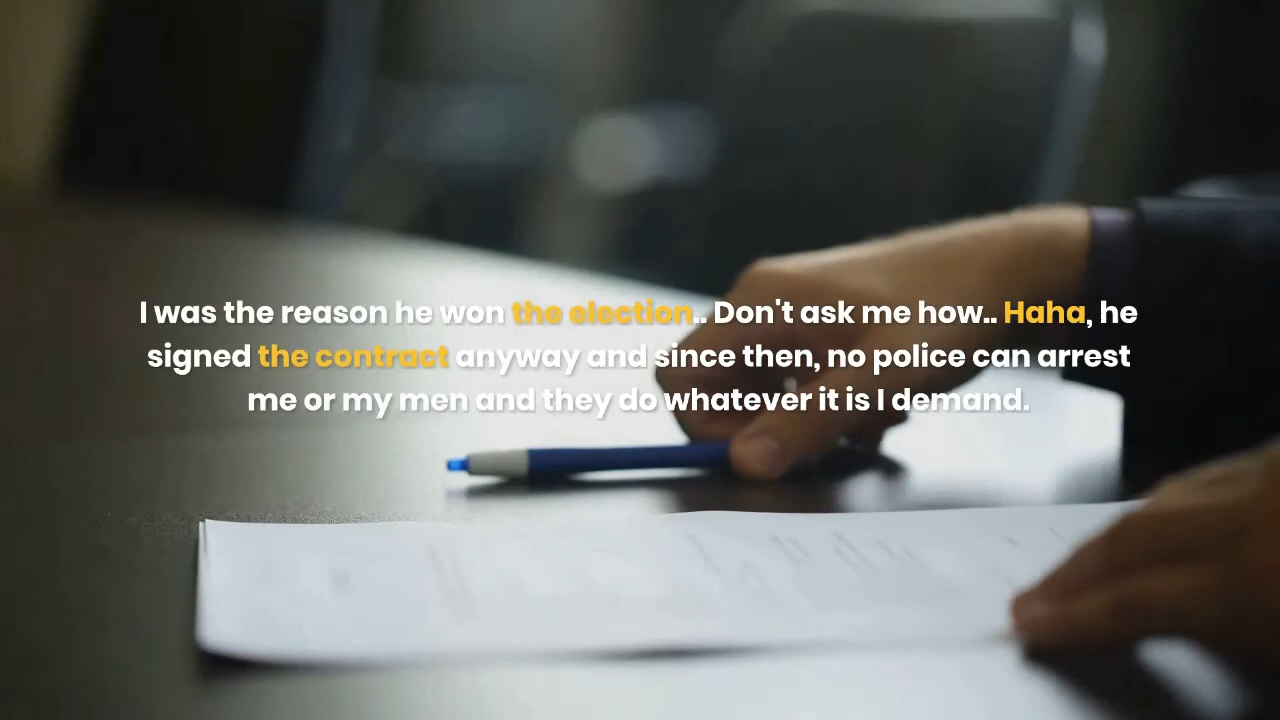 I was the reason he won the election.. Don't ask me how.. Haha, he
signed the contract anyway and since then, no police can arrest
me or my men and they do whatever it is I demand.